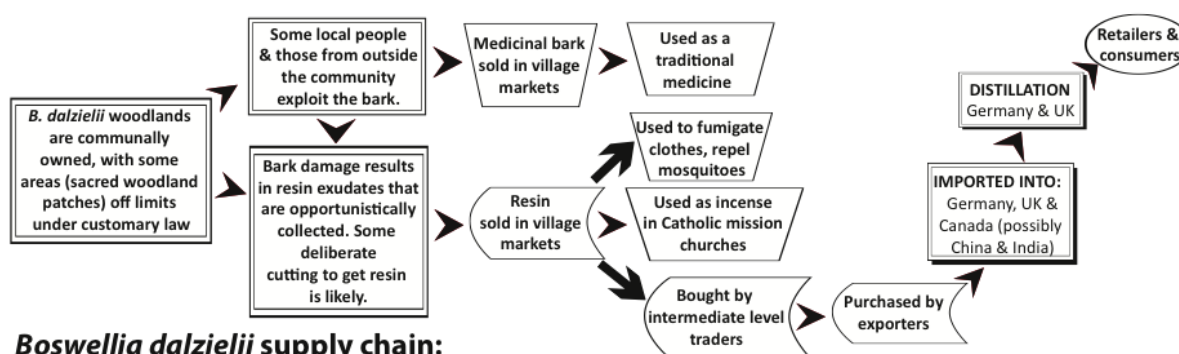 B. dalzielii woodlands
are communally
owned, with some
areas (sacred woodland
patches) off limits
under customary law
Some local people
& those from outside
the community
exploit the bark.
Medicinal bark
sold in village
markets
Used as a
traditional
medicine
Bark damage results
in resin exudates that
are opportunistically
collected. Some
deliberate
cutting to get resin
is likely.
Resin
sold in village
markets
Used to fumigate
clothes, repel
mosquitoes
Used as incense
in Catholic mission
churches
Bought by
intermediate level
traders
Purchased by
exporters
IMPORTED INTO:
Germany, UK &
Canada (possibly
China & India)
DISTILLATION
Germany & UK
Retailers &
consumers
Boswellia dalzielii supply chain: